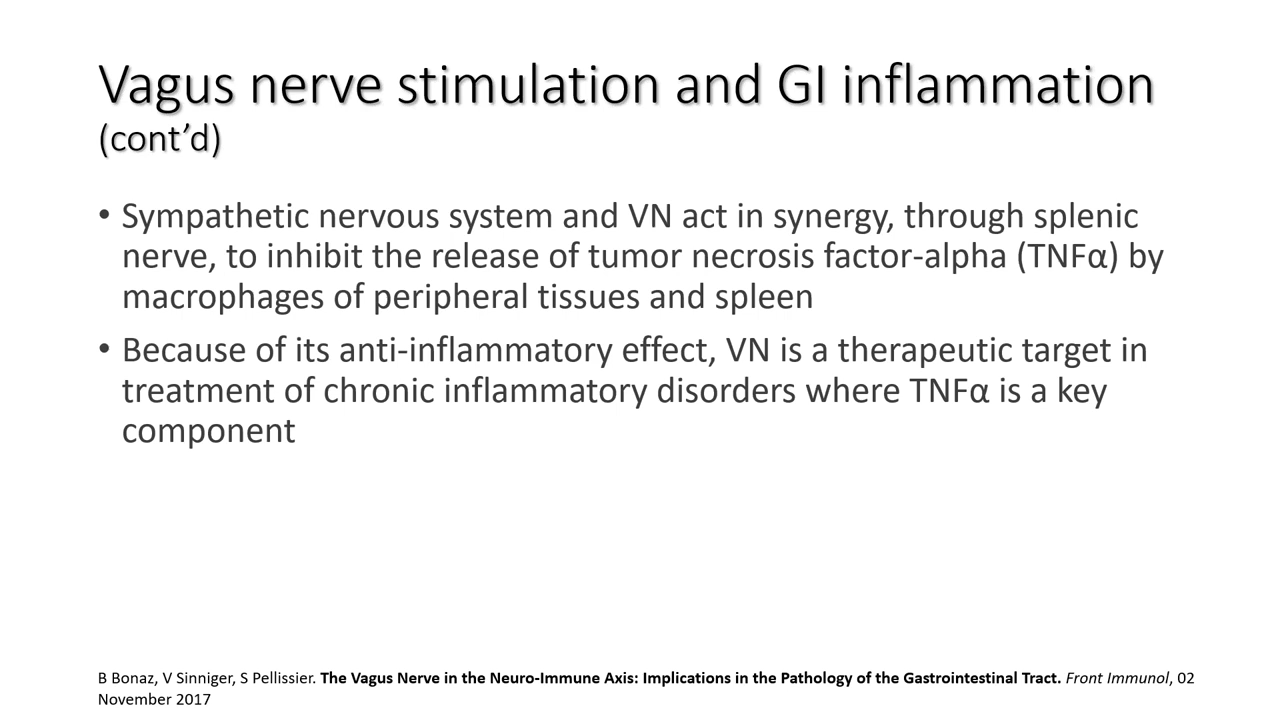 Vagus nerve stimulation and GI inflammation
(cont’d)
• Sympathetic nervous system and VN act in synergy, through splenic
nerve, to inhibit the release of tumor necrosis factor-alpha (TNFα) by
macrophages of peripheral tissues and spleen
• Because of its anti-inflammatory effect, VN is a therapeutic target in
treatment of chronic inflammatory disorders where TNFα is a key
component
B Bonaz, V Sinniger, S Pellissier. The Vagus Nerve in the Neuro-Immune Axis: Implications in the Pathology of the Gastrointestinal Tract. Front Immunol, 02
November 2017